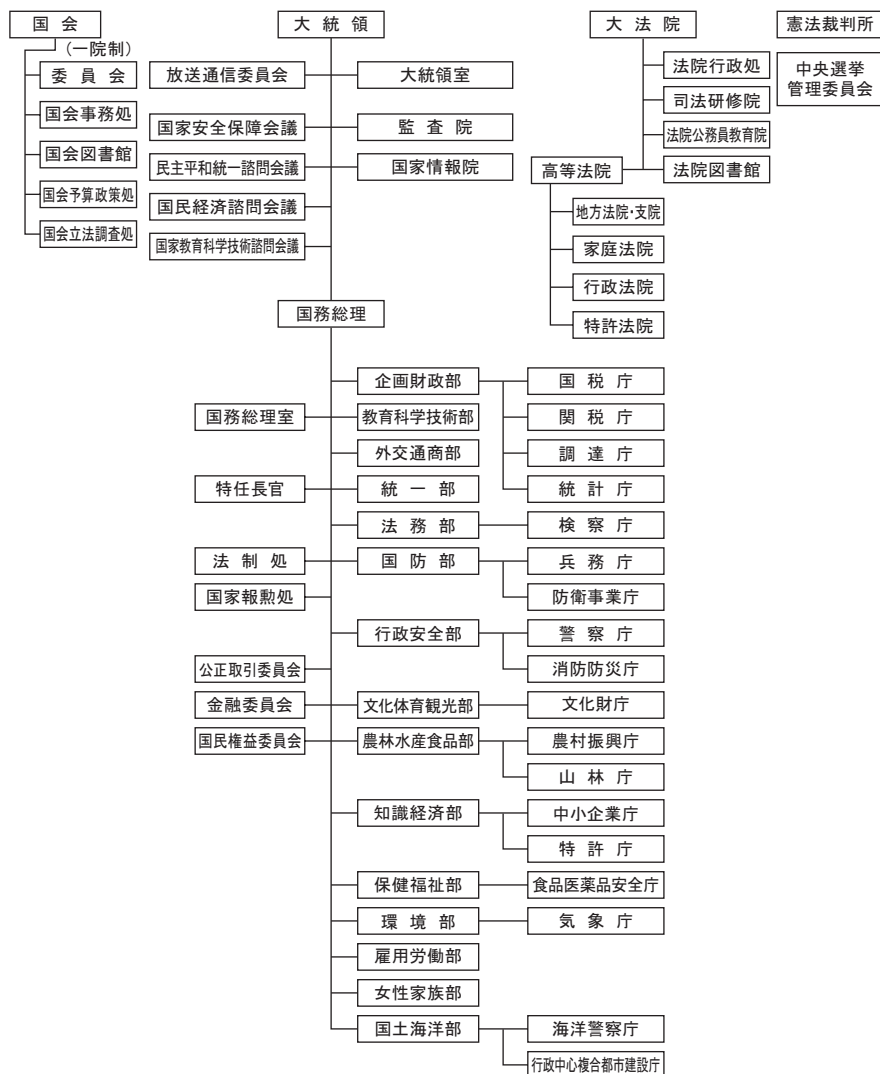 国会
(一院制)
委員会
国会事務処
国会図書館
国会予算政策処
国会立法調査処
大統領
放送通信委員会
大統領室
国家安全保障会議
監査院
民主平和統一諮問会議
国家情報院
国民経済諮問会議
国家教育科学技術諮問会議
大法院
法院行政処
司法研修院
法院公務員教育院
高等法院
法院図書館
地方法院・支院
家庭法院
行政法院
特許法院
憲法裁判所
中央選挙
管理委員会
国務総理
企画財政部
国税庁
国務総理室
教育科学技術部
関税庁
外交通商部
調達庁
特任長官
統一部
統計庁
法務部
検察庁
法制処
国防部
兵務庁
国家報勲処
防衛事業庁
行政安全部
警察庁
公正取引委員会
消防防災庁
金融委員会
文化体育観光部
文化財庁
国民権益委員会
農林水産食品部
農村振興庁
山林庁
知識経済部
中小企業庁
特許庁
保健福祉部
食品医薬品安全庁
環境部
気象庁
雇用労働部
女性家族部
国土海洋部
海洋警察庁
行政中心複合都市建設庁